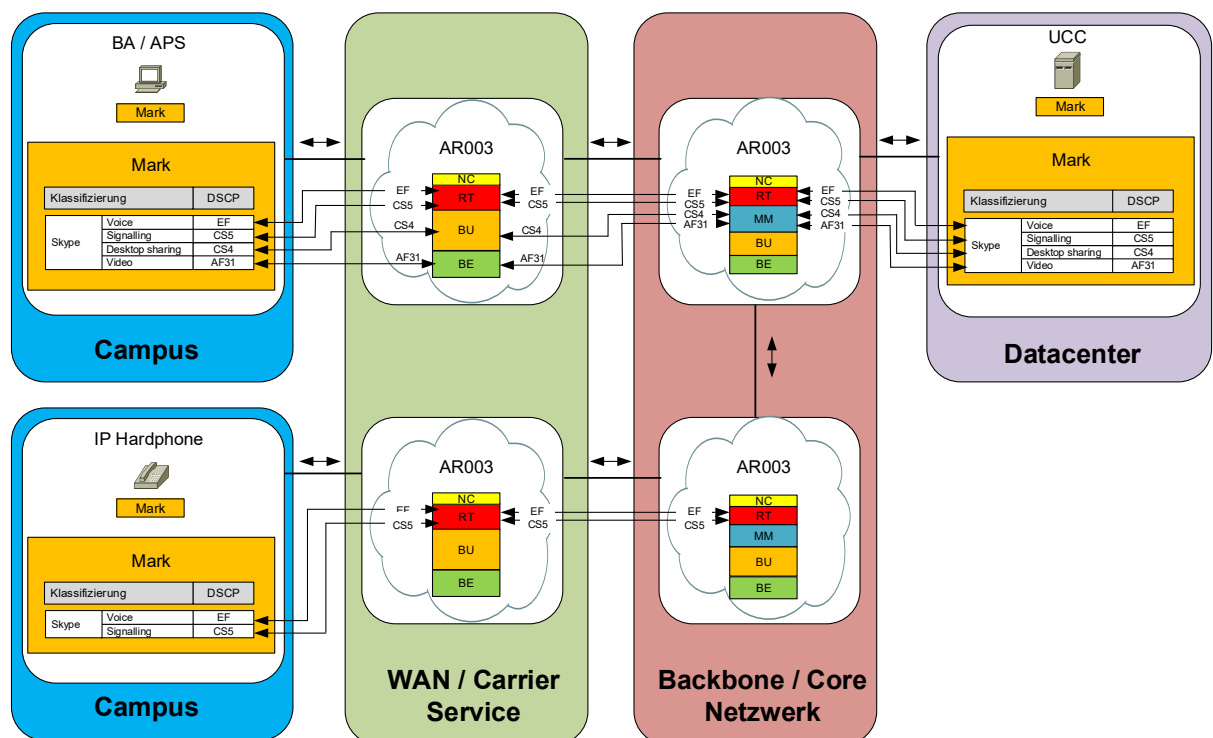 BA / APS
Mark
Mark
Klassifizierung DSCP
Skype
Voice EF
Signalling CS5
Desktop sharing CS4
Video AF31
Campus
AR003
NC
RT
BU
BE
EF
CS5
CS4
AF31
EF
CS5
CS4
AF31
AR003
NC
RT
MM
BU
BE
EF
CS5
CS4
AF31
EF
CS5
CS4
AF31
UCC
Mark
Mark
Klassifizierung DSCP
Skype
Voice EF
Signalling CS5
Desktop sharing CS4
Video AF31
Datacenter
IP Hardphone
Mark
Mark
Klassifizierung DSCP
Skype
Voice EF
Signalling CS5
Campus
AR003
NC
RT
BU
BE
EF
CS5
EF
CS5
WAN / Carrier
Service
AR003
NC
RT
MM
BU
BE
EF
CS5
Backbone / Core
Netzwerk